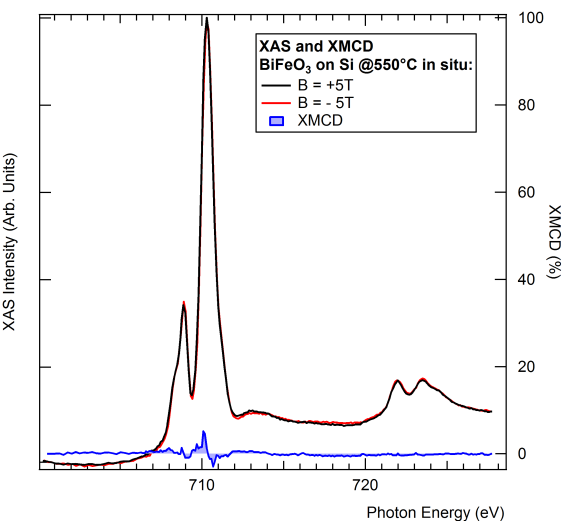 XAS and XMCD
BiFeO₃ on Si @550°C in situ:
B = +5T
B = - 5T
XMCD
XAS Intensity (Arb. Units)
100
80
60
40
20
0
XMCD (%)
710
720
Photon Energy (eV)